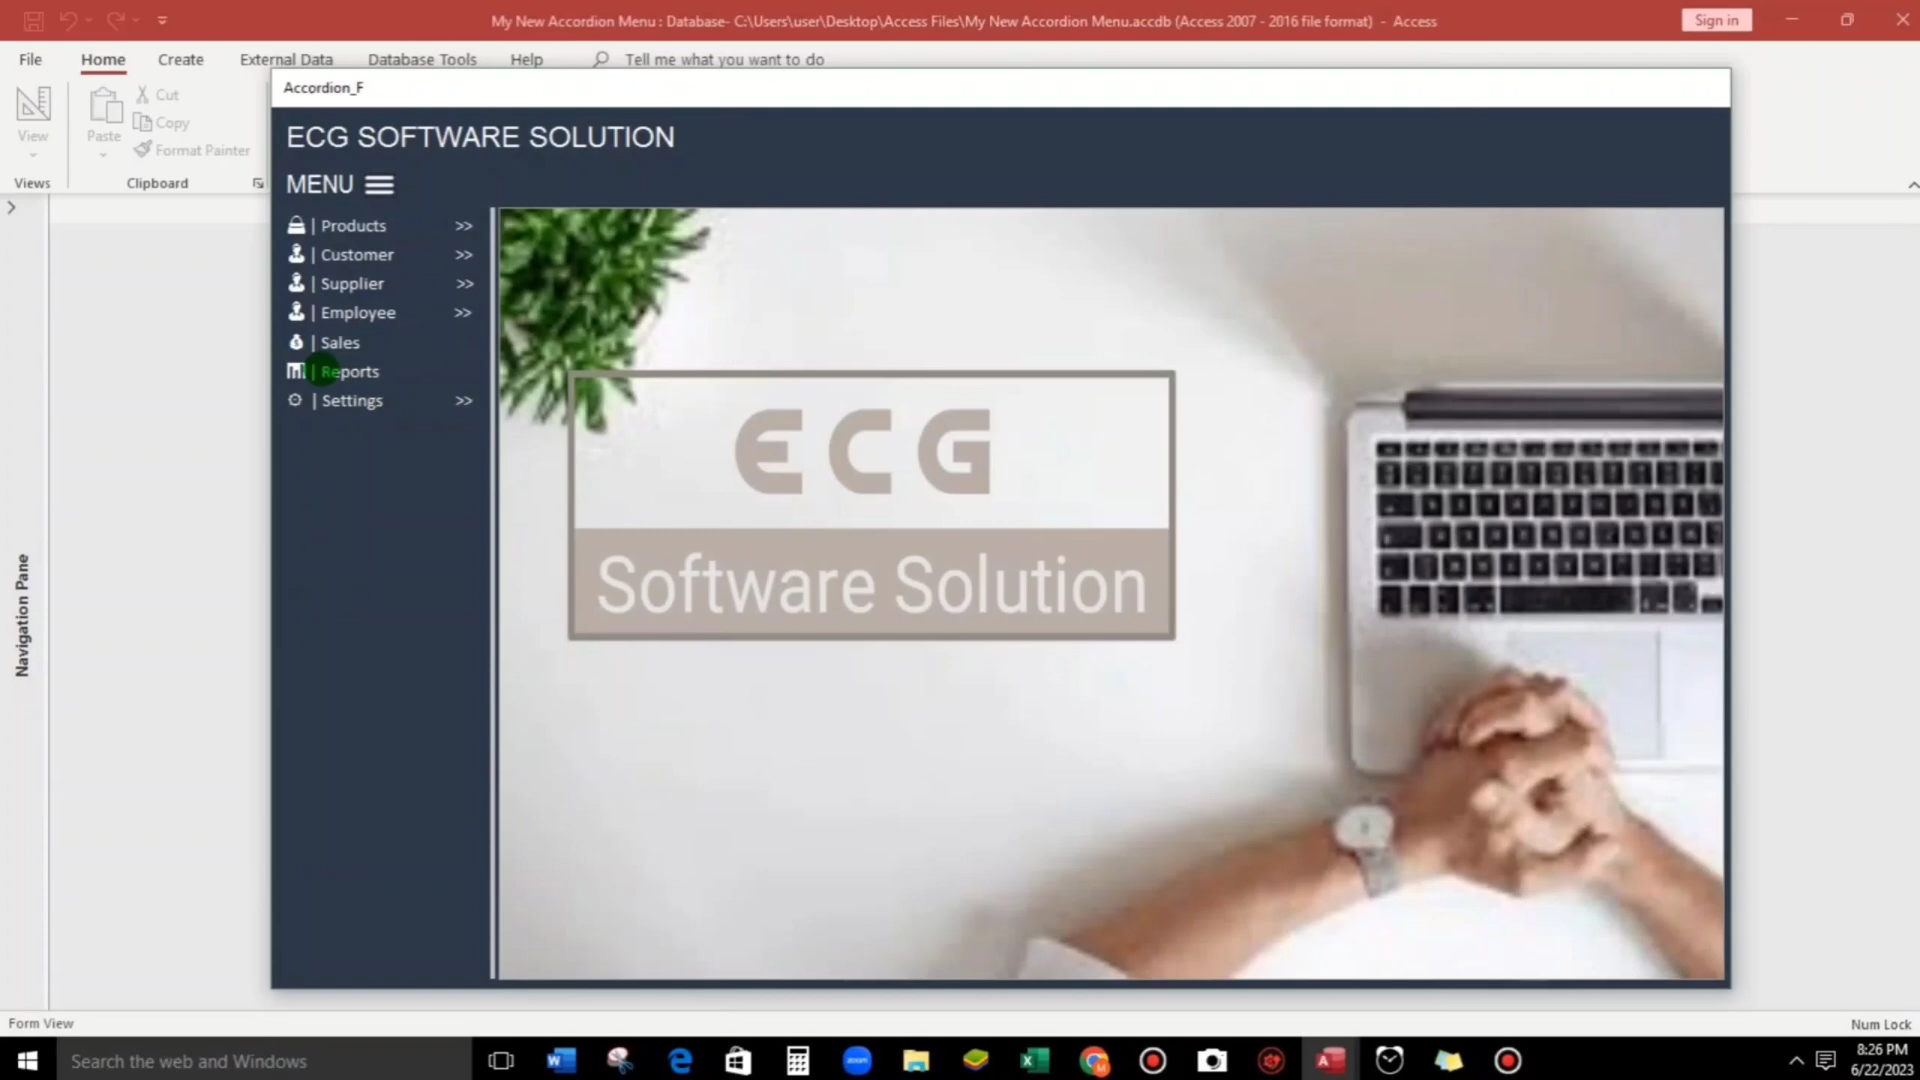 My New Accordion Menu : Database- C:\Users\user\Desktop\Access Files\My New Accordion Menu.accdb (Access 2007 - 2016 file format) - Access
Sign in
File Home Create External Data Database Tools Help Tell me what you want to do
View
Paste
Cut
Copy
Format Painter
Views
Clipboard
Accordion_F
ECG SOFTWARE SOLUTION
MENU
| Products >>
| Customer >>
| Supplier >>
| Employee >>
| Sales
| Reports
| Settings >>
ECG
Software Solution
Navigation Pane
Form View
Num Lock
Search the web and Windows
zoom
8:26 PM
6/22/2023